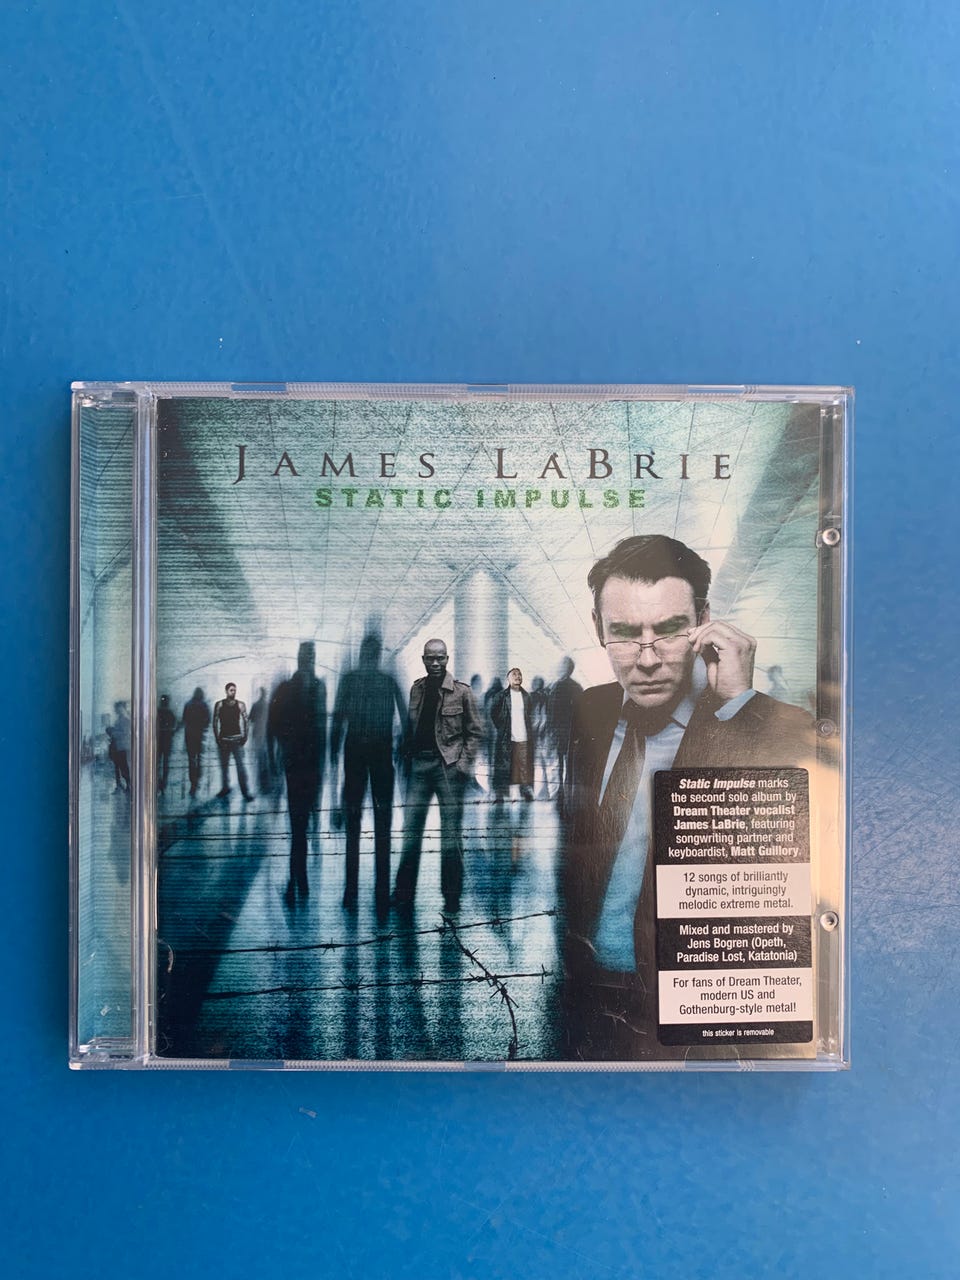 JAMES LABRIE
STATIC IMPULSE
Static Impulse marks
the second solo album by
Dream Theater vocalist
James LaBrie, featuring
songwriting partner and
keyboardist, Matt Guillory.
12 songs of brilliantly
dynamic, intriguingly
melodic extreme metal.
Mixed and mastered by
Jens Bogren (Opeth,
Paradise Lost, Katatonia)
For fans of Dream Theater,
modern US and
Gothenburg-style metal!
this sticker is removable